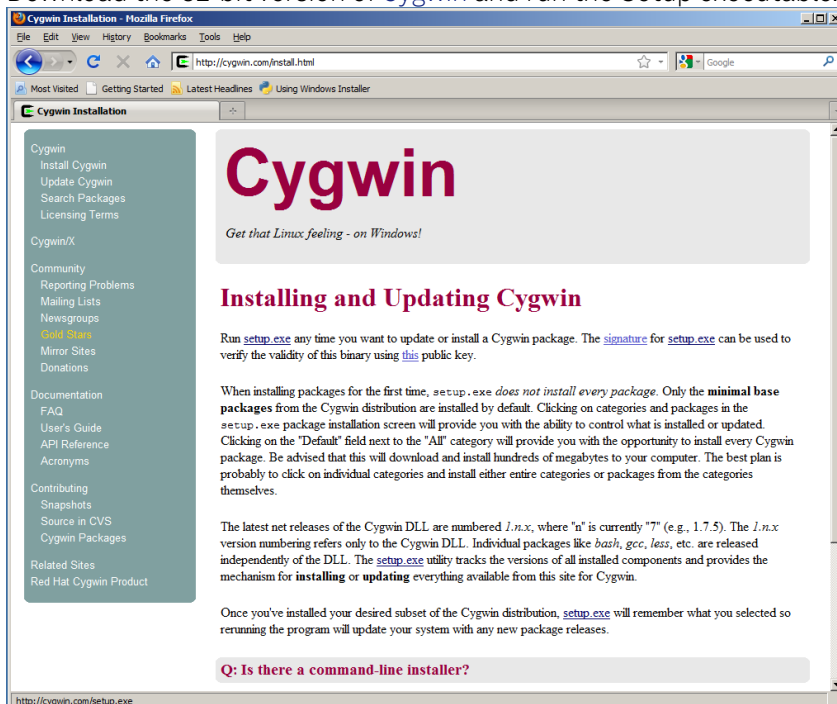 Download the 32-bit version of Cygwin and run the Setup executable.
Cygwin Installation - Mozilla Firefox
File Edit View History Bookmarks Tools Help
http://cygwin.com/install.html
Google
Most Visited Getting Started Latest Headlines Using Windows Installer
Cygwin Installation
Cygwin
Install Cygwin
Update Cygwin
Search Packages
Licensing Terms
Cygwin/X
Community
Reporting Problems
Mailing Lists
Newsgroups
Gold Stars
Mirror Sites
Donations
Documentation
FAQ
User's Guide
API Reference
Acronyms
Contributing
Snapshots
Source in CVS
Cygwin Packages
Related Sites
Red Hat Cygwin Product
Cygwin
Get that Linux feeling - on Windows!
Installing and Updating Cygwin
Run setup.exe any time you want to update or install a Cygwin package. The signature for setup.exe can be used to
verify the validity of this binary using this public key.
When installing packages for the first time, setup.exe does not install every package. Only the minimal base
packages from the Cygwin distribution are installed by default. Clicking on categories and packages in the
setup.exe package installation screen will provide you with the ability to control what is installed or updated.
Clicking on the "Default" field next to the "All" category will provide you with the opportunity to install every Cygwin
package. Be advised that this will download and install hundreds of megabytes to your computer. The best plan is
probably to click on individual categories and install either entire categories or packages from the categories
themselves.
The latest net releases of the Cygwin DLL are numbered 1.n.x, where "n" is currently "7" (e.g., 1.7.5). The 1.n.x
version numbering refers only to the Cygwin DLL. Individual packages like bash, gcc, less, etc. are released
independently of the DLL. The setup.exe utility tracks the versions of all installed components and provides the
mechanism for installing or updating everything available from this site for Cygwin.
Once you've installed your desired subset of the Cygwin distribution, setup.exe will remember what you selected so
rerunning the program will update your system with any new package releases.
Q: Is there a command-line installer?
http://cygwin.com/setup.exe